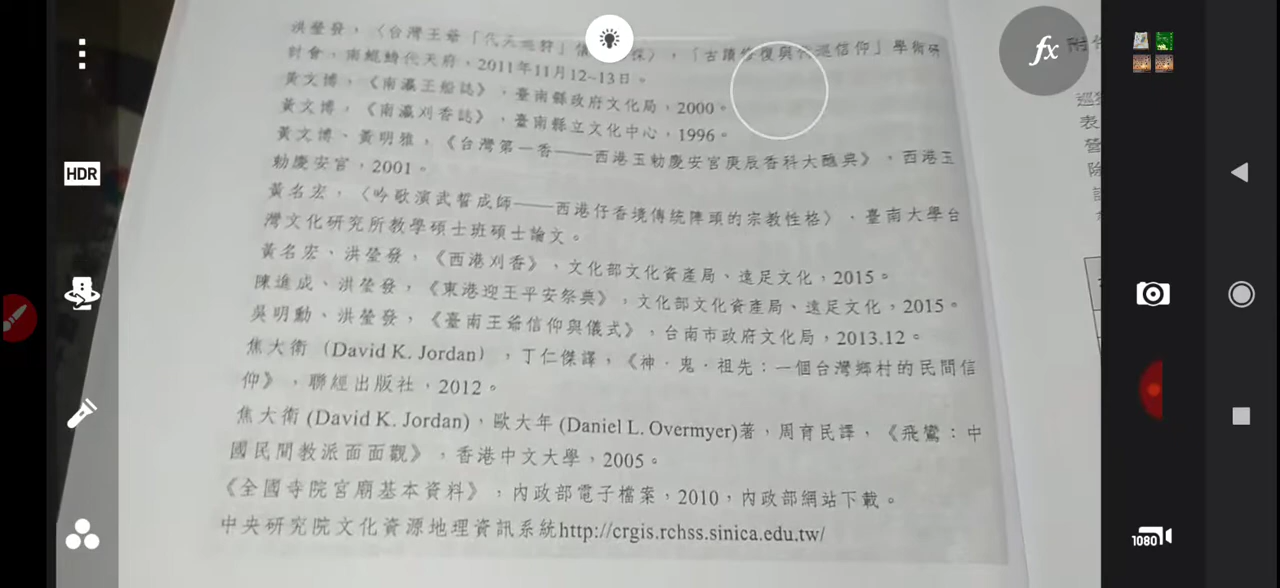 洪瑩發，〈台灣王爺「代天巡狩」信 探〉，「古蹟修復與代巡信仰」學術研
討會，南鯤鯓代天府，2011年11月12~13日。
黃文博，《南瀛王船誌》，臺南縣政府文化局，2000。
黃文博，《南瀛刈香誌》，臺南縣立文化中心，1996。
黃文博、黃明雅，《台灣第一香——西港玉勅慶安宮庚辰香科大醮典》，西港玉
勅慶安宮，2001。
黃名宏，〈吟歌演武誓成師——西港仔香境傳統陣頭的宗教性格〉，臺南大學台
灣文化研究所教學碩士班碩士論文。
黃名宏、洪瑩發，《西港刈香》，文化部文化資產局、遠足文化，2015。
陳進成、洪瑩發，《東港迎王平安祭典》，文化部文化資產局、遠足文化，2015。
吳明勳、洪瑩發，《臺南王爺信仰與儀式》，台南市政府文化局，2013.12。
焦大衛（David K. Jordan），丁仁傑譯，《神·鬼·祖先：一個台灣鄉村的民間信
仰》，聯經出版社，2012。
焦大衛 (David K. Jordan)，歐大年 (Daniel L. Overmyer)著，周育民譯，《飛鸞：中
國民間教派面面觀》，香港中文大學，2005。
《全國寺院宮廟基本資料》，內政部電子檔案，2010，內政部網站下載。
中央研究院文化資源地理資訊系統http://crgis.rchss.sinica.edu.tw/
fx
HDR
1080
附
表
除